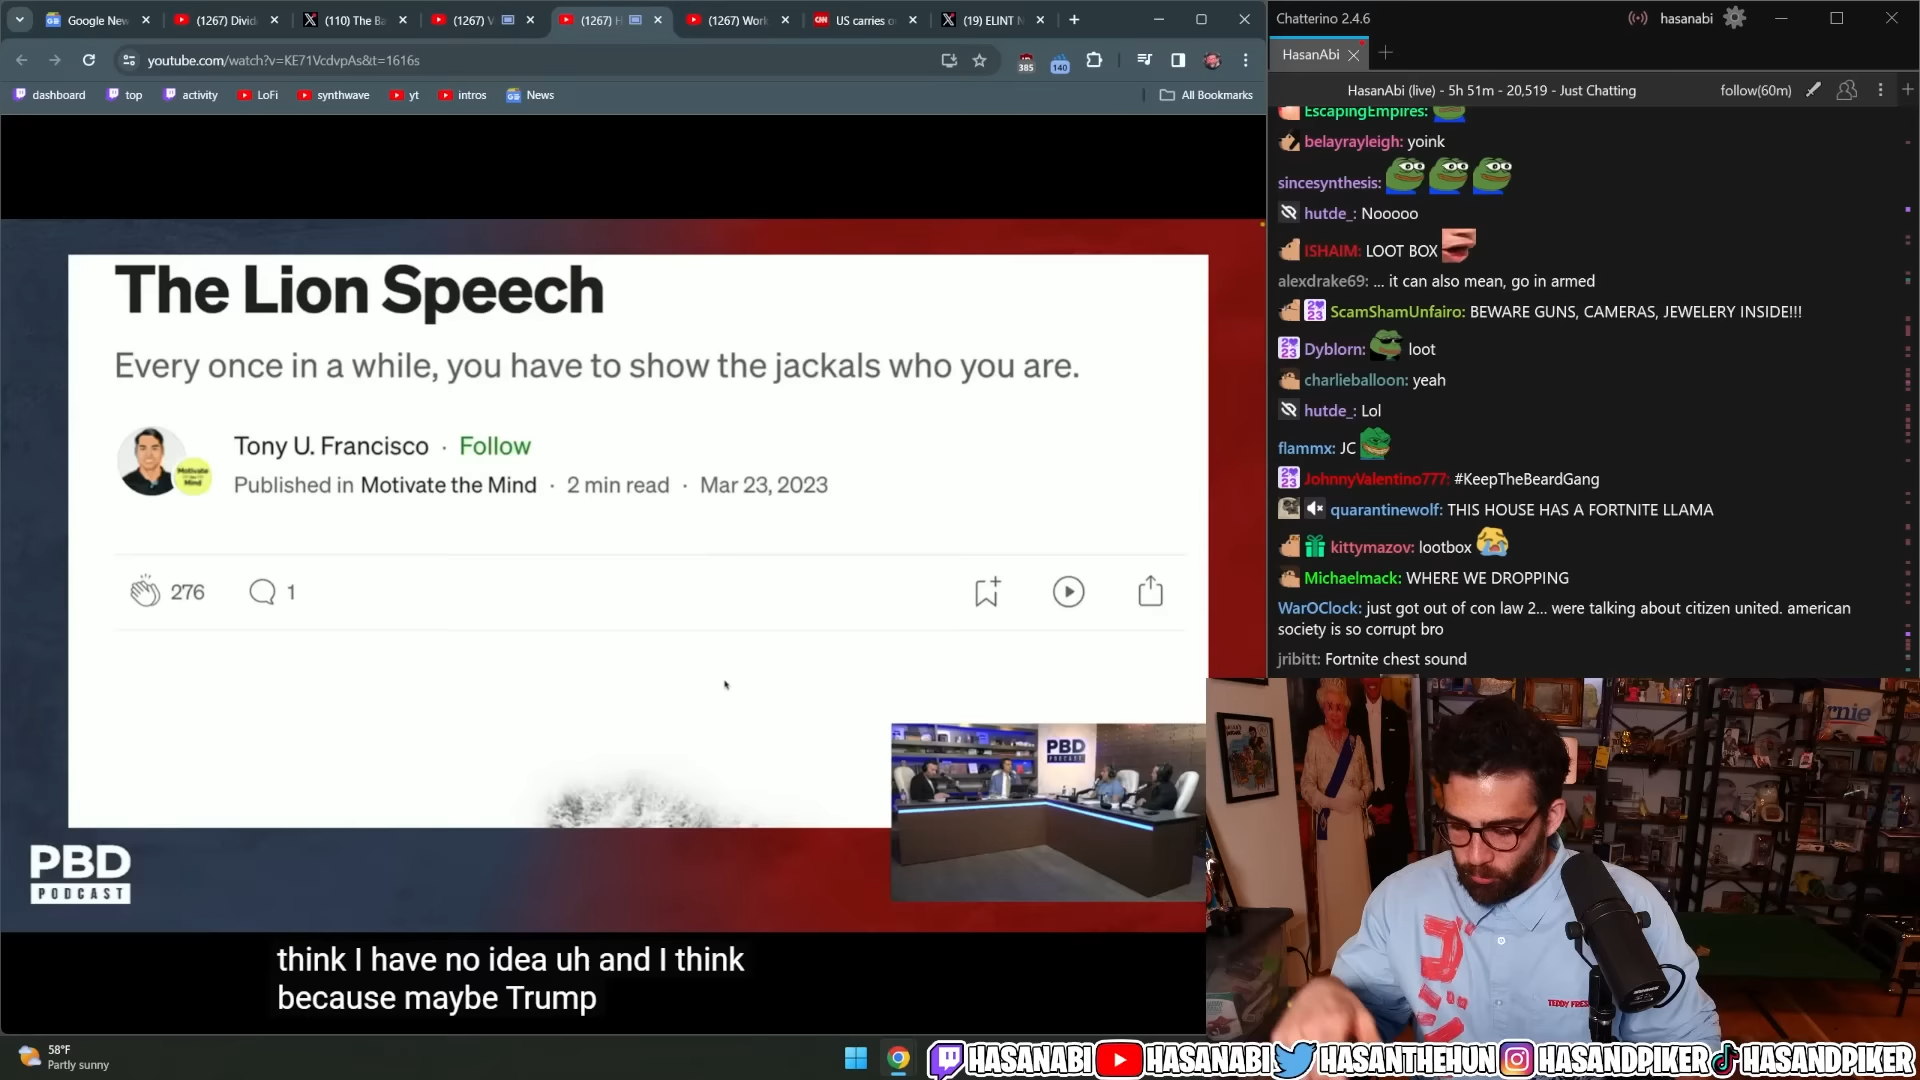 Google New
(1267) Divid
(110) The Ba
(1267) V
(1267) H
(1267) Work
US carries o
(19) ELINT N
youtube.com/watch?v=KE71VcdvpAs&t=1616s
385
140
dashboard
top
activity
LoFi
synthwave
yt
intros
News
All Bookmarks
The Lion Speech
Every once in a while, you have to show the jackals who you are.
Tony U. Francisco · Follow
Published in Motivate the Mind · 2 min read · Mar 23, 2023
276
1
PBD
PODCAST
PBD
PODCAST
think I have no idea uh and I think
because maybe Trump
58°F
Partly sunny
Chatterino 2.4.6
hasanabi
HasanAbi
HasanAbi (live) - 5h 51m - 20,519 - Just Chatting
follow(60m)
EscapingEmpires:
belayrayleigh: yoink
sincesynthesis:
hutde_: Nooooo
ISHAIM: LOOT BOX
alexdrake69: ... it can also mean, go in armed
ScamShamUnfairo: BEWARE GUNS, CAMERAS, JEWELERY INSIDE!!!
Dyblorn: loot
charlieballoon: yeah
hutde_: Lol
flammx: JC
JohnnyValentino777: #KeepTheBeardGang
quarantinewolf: THIS HOUSE HAS A FORTNITE LLAMA
kittymazov: lootbox
Michaelmack: WHERE WE DROPPING
WarOClock: just got out of con law 2... were talking about citizen united. american
society is so corrupt bro
jribitt: Fortnite chest sound
rnie
TEDDY FRES
HASANABI
HASANABI
HASANTHEHUN
HASANDPIKER
HASANDPIKER